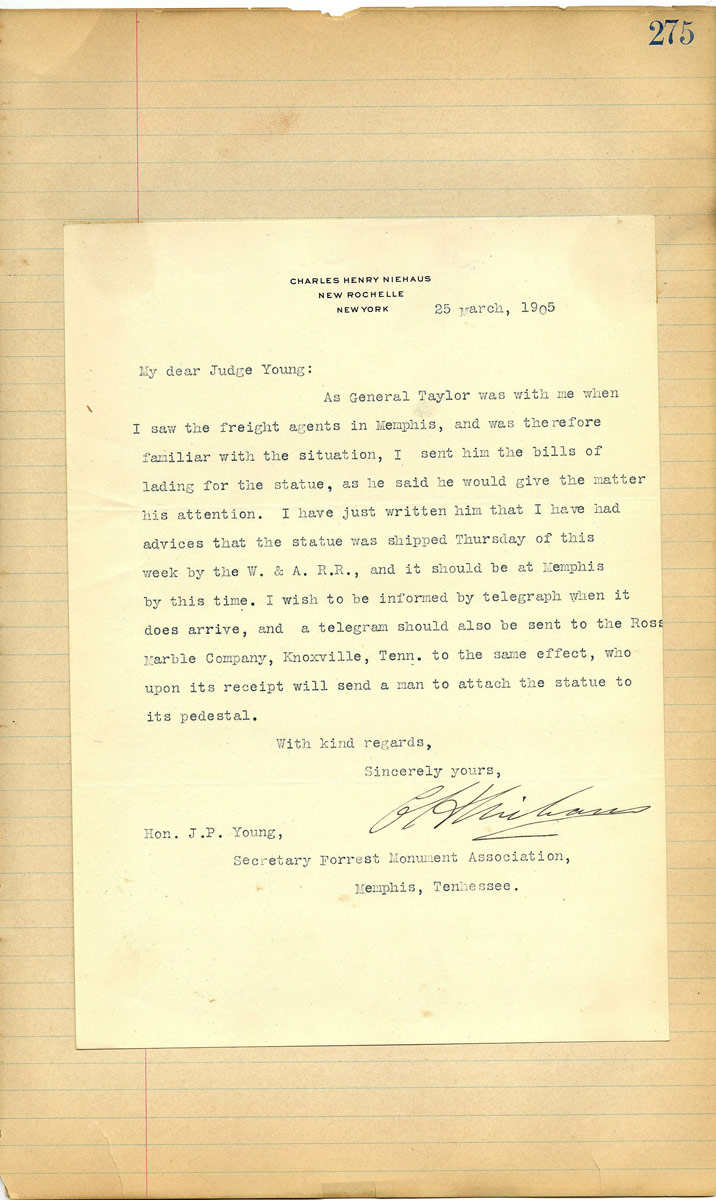 275
CHARLES HENRY NIEHAUS
NEW ROCHELLE
NEW YORK
25 March, 1905
My dear Judge Young:
As General Taylor was with me when
I saw the freight agents in Memphis, and was therefore
familiar with the situation, I sent him the bills of
lading for the statue, as he said he would give the matter
his attention. I have just written him that I have had
advices that the statue was shipped Thursday of this
week by the W. & A. R.R., and it should be at Memphis
by this time. I wish to be informed by telegraph when it
does arrive, and a telegram should also be sent to the Ross
Marble Company, Knoxville, Tenn. to the same effect, who
upon its receipt will send a man to attach the statue to
its pedestal.
With kind regards,
Sincerely yours,
C H Niehaus
Hon. J.P. Young,
Secretary Forrest Monument Association,
Memphis, Tenhessee.